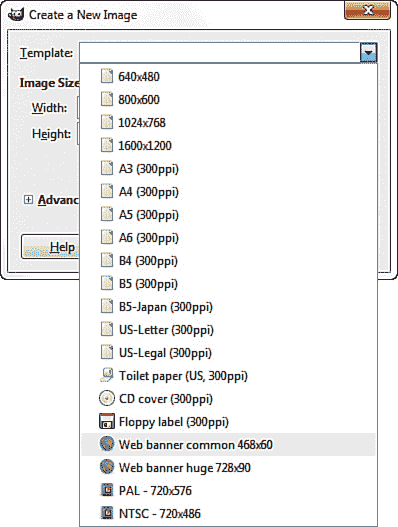 Create a New Image
Template:
640x480
800x600
Image Size
1024x768
Width:
1600x1200
Height:
A3 (300ppi)
A4 (300ppi)
A5 (300ppi)
Advanc
A6 (300ppi)
B4 (300ppi)
Help
B5 (300ppi)
B5-Japan (300ppi)
US-Letter (300ppi)
US-Legal (300ppi)
Toilet paper (US, 300ppi)
CD cover (300ppi)
Floppy label (300ppi)
Web banner common 468x60
Web banner huge 728x90
PAL - 720x576
NTSC - 720x486